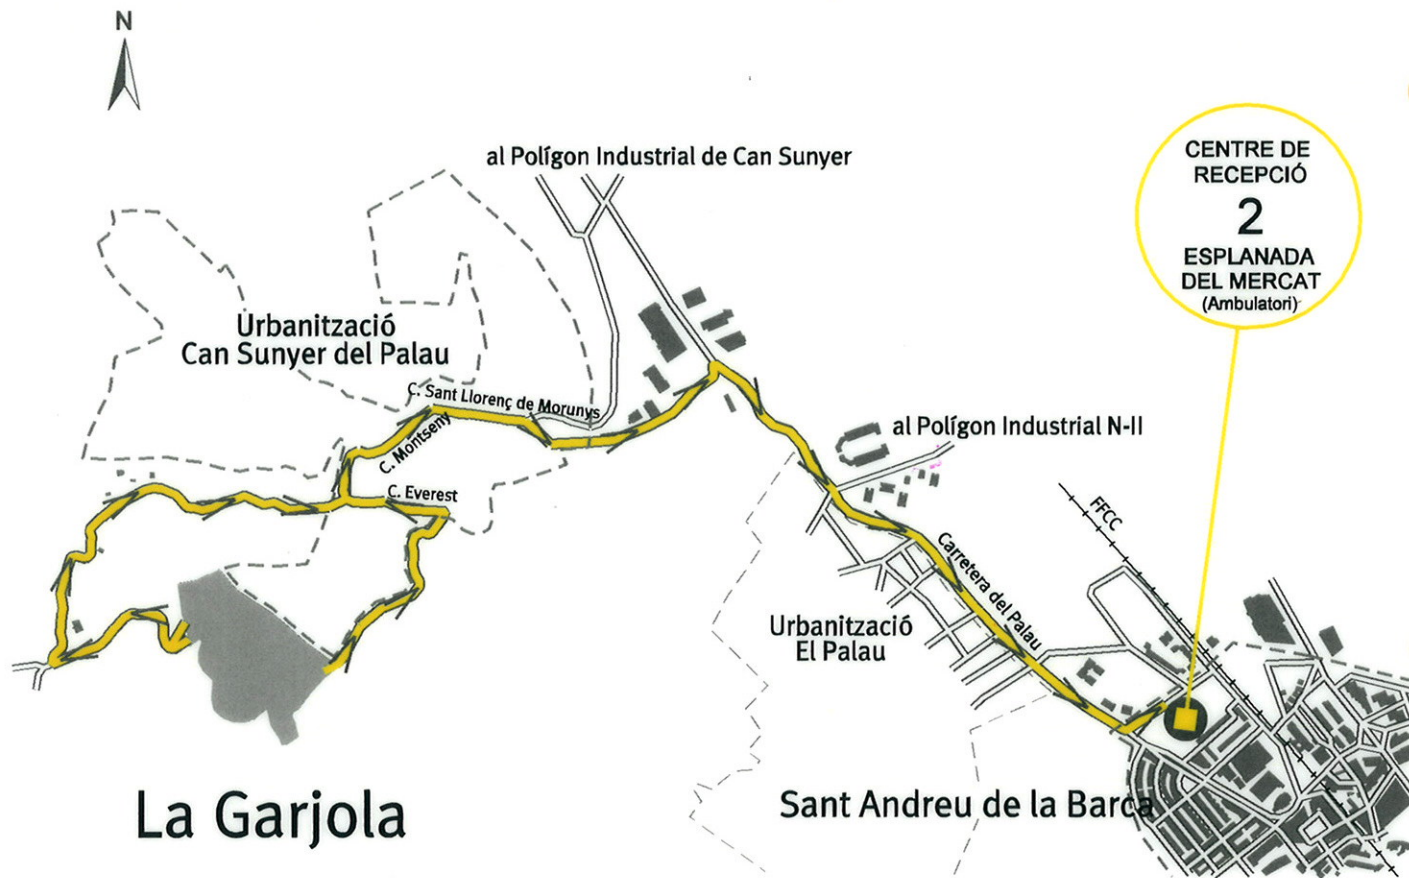 N
al Polígon Industrial de Can Sunyer
CENTRE DE
RECEPCIÓ
2
ESPLANADA
DEL MERCAT
(Ambulatori)
Urbanització
Can Sunyer del Palau
C. Sant Llorenç de Morunys
C. Montseny
al Polígon Industrial N-II
C. Everest
FFCC
Carretera del Palau
Urbanització
El Palau
La Garjola
Sant Andreu de la Barca